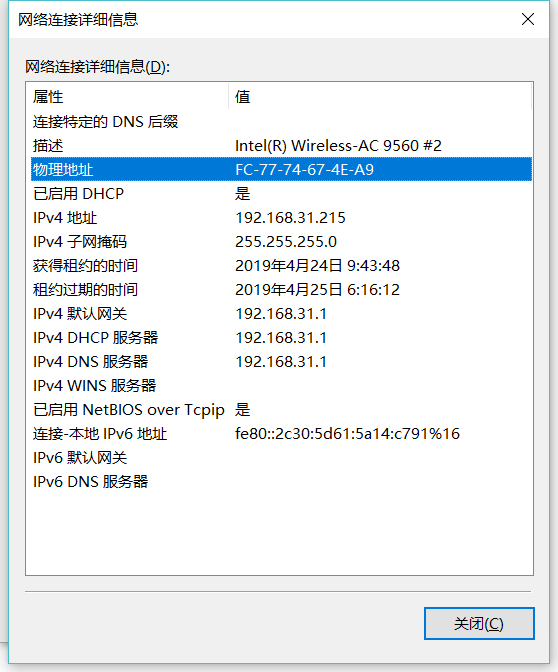 网络连接详细信息
网络连接详细信息(D):
属性 值
连接特定的 DNS 后缀
描述 Intel(R) Wireless-AC 9560 #2
物理地址 FC-77-74-67-4E-A9
已启用 DHCP 是
IPv4 地址 192.168.31.215
IPv4 子网掩码 255.255.255.0
获得租约的时间 2019年4月24日 9:43:48
租约过期的时间 2019年4月25日 6:16:12
IPv4 默认网关 192.168.31.1
IPv4 DHCP 服务器 192.168.31.1
IPv4 DNS 服务器 192.168.31.1
IPv4 WINS 服务器
已启用 NetBIOS over Tcpip 是
连接-本地 IPv6 地址 fe80::2c30:5d61:5a14:c791%16
IPv6 默认网关
IPv6 DNS 服务器
关闭(C)